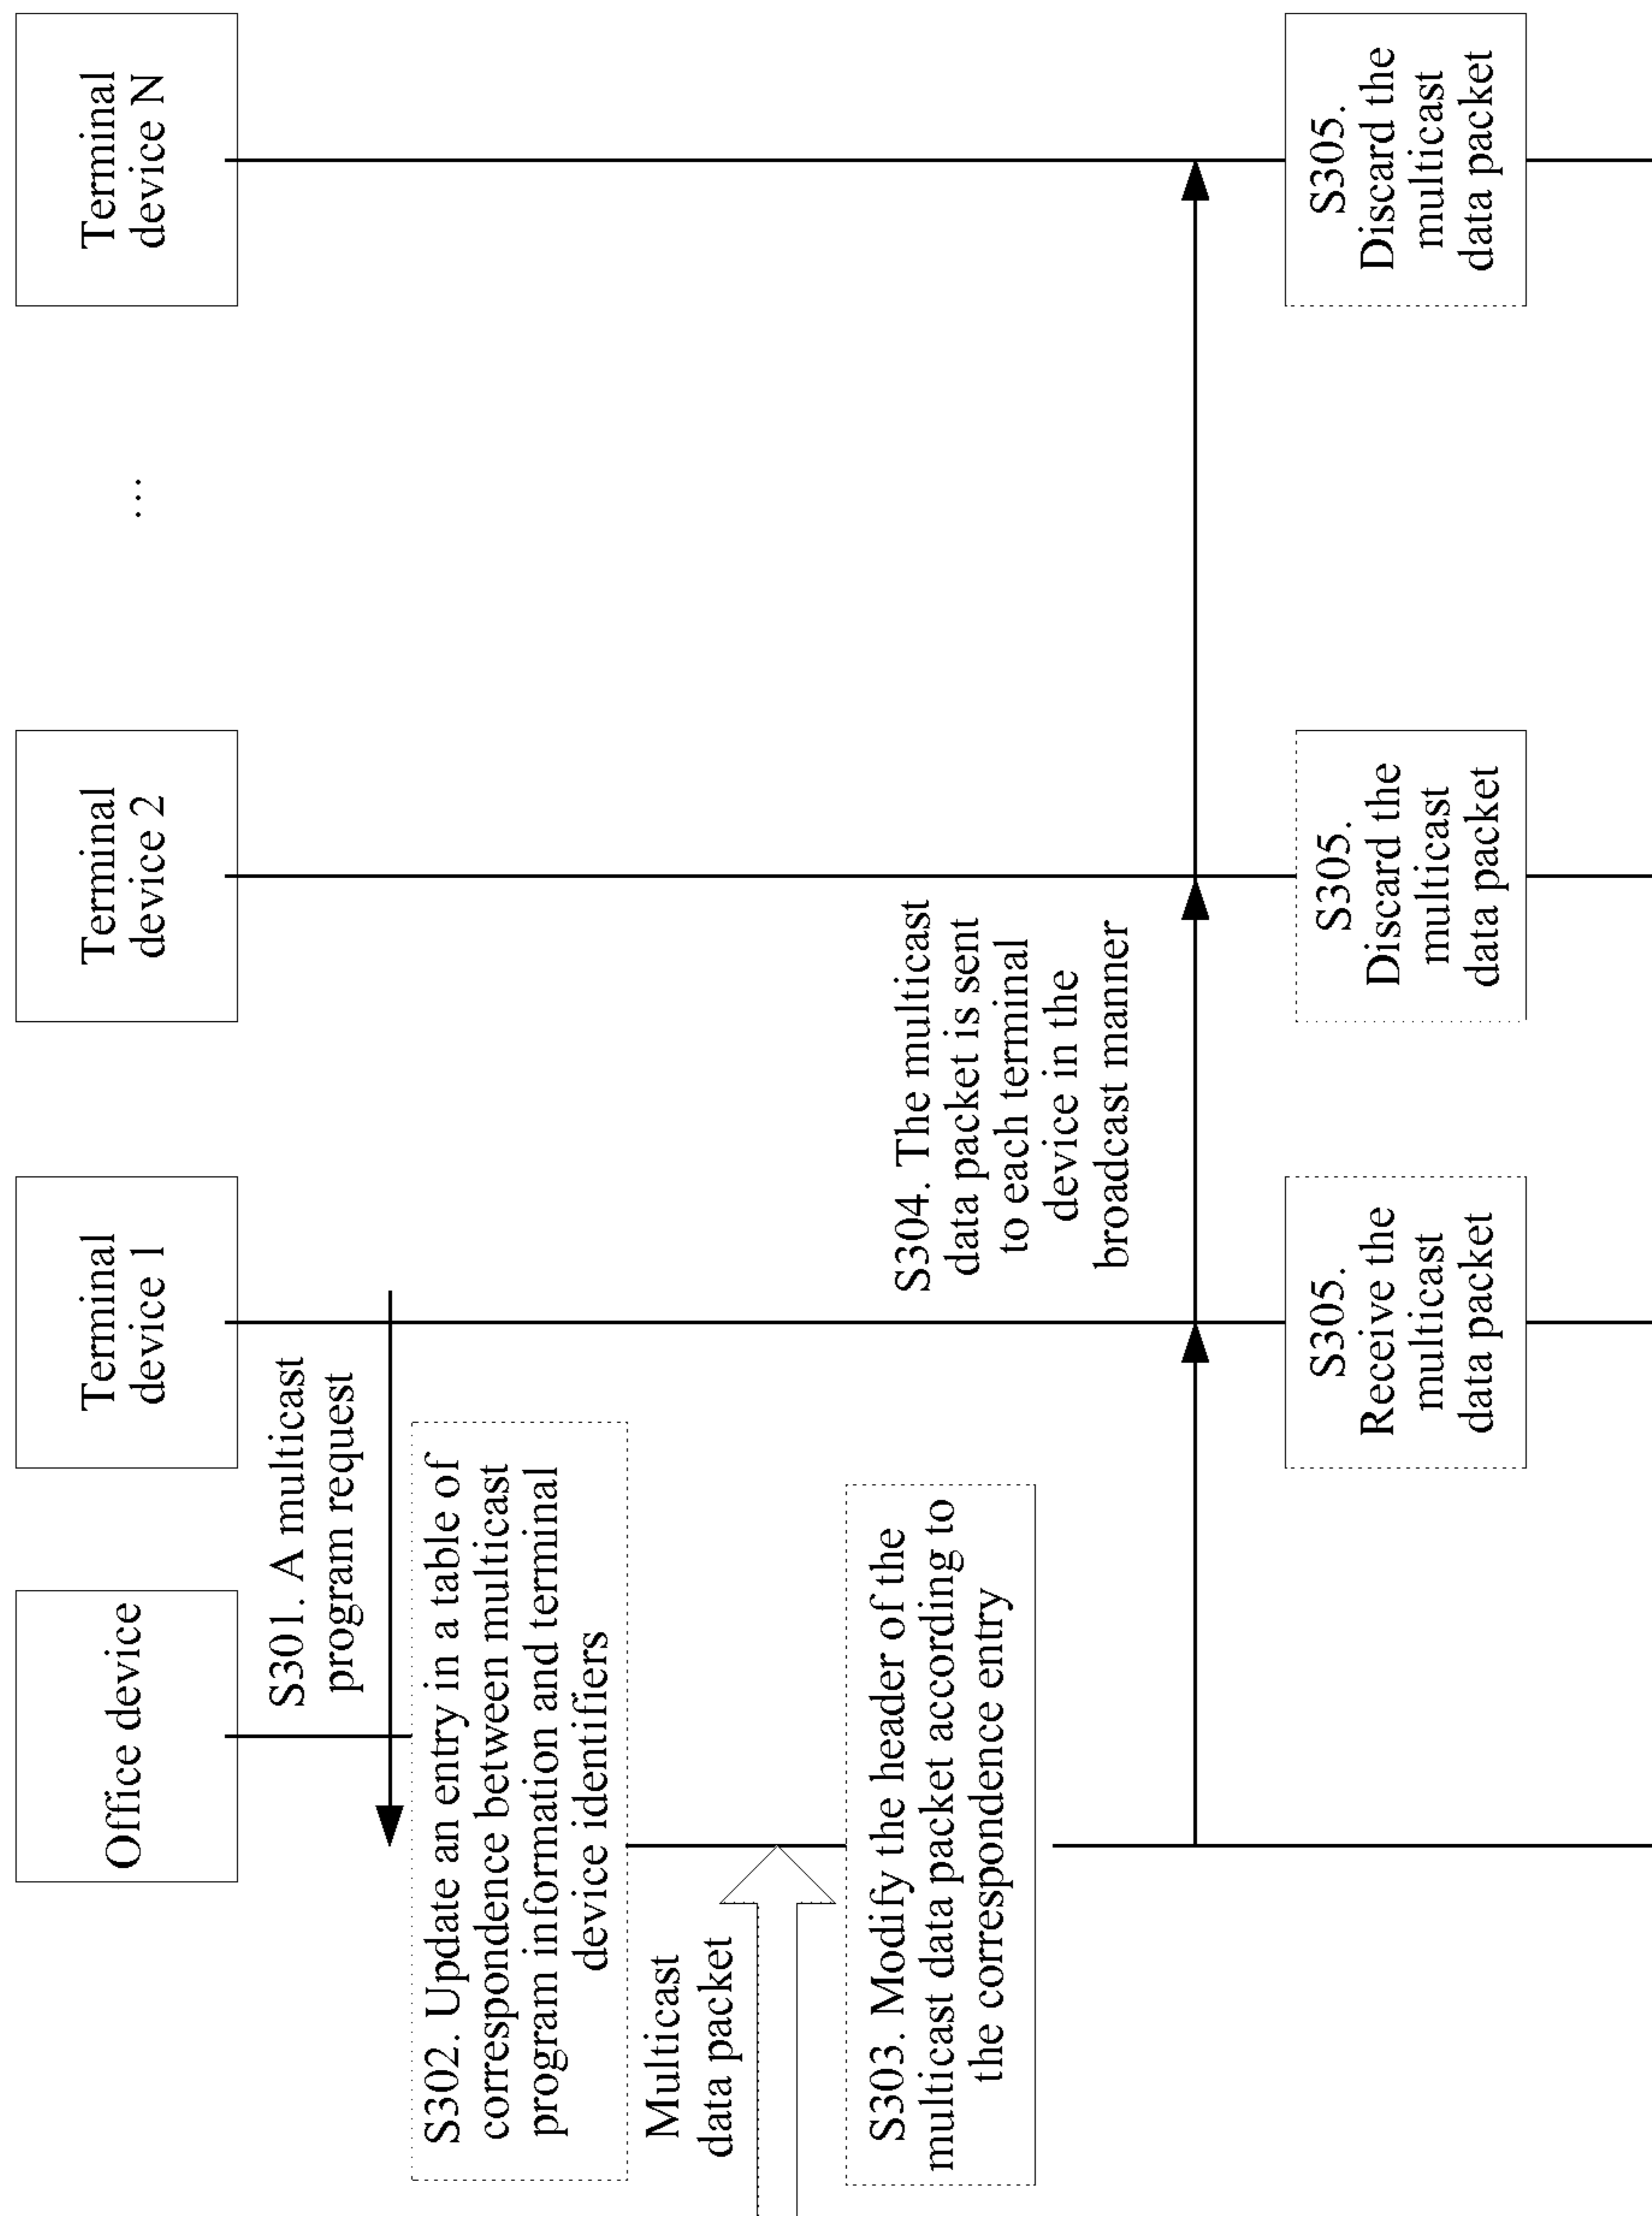 Office device
Terminal
device 1
Terminal
device 2
…
Terminal
device N
S301. A multicast
program request
S302. Update an entry in a table of
correspondence between multicast
program information and terminal
device identifiers
Multicast
data packet
S303. Modify the header of the
multicast data packet according to
the correspondence entry
S304. The multicast
data packet is sent
to each terminal
device in the
broadcast manner
S305.
Receive the
multicast
data packet
S305.
Discard the
multicast
data packet
S305.
Discard the
multicast
data packet